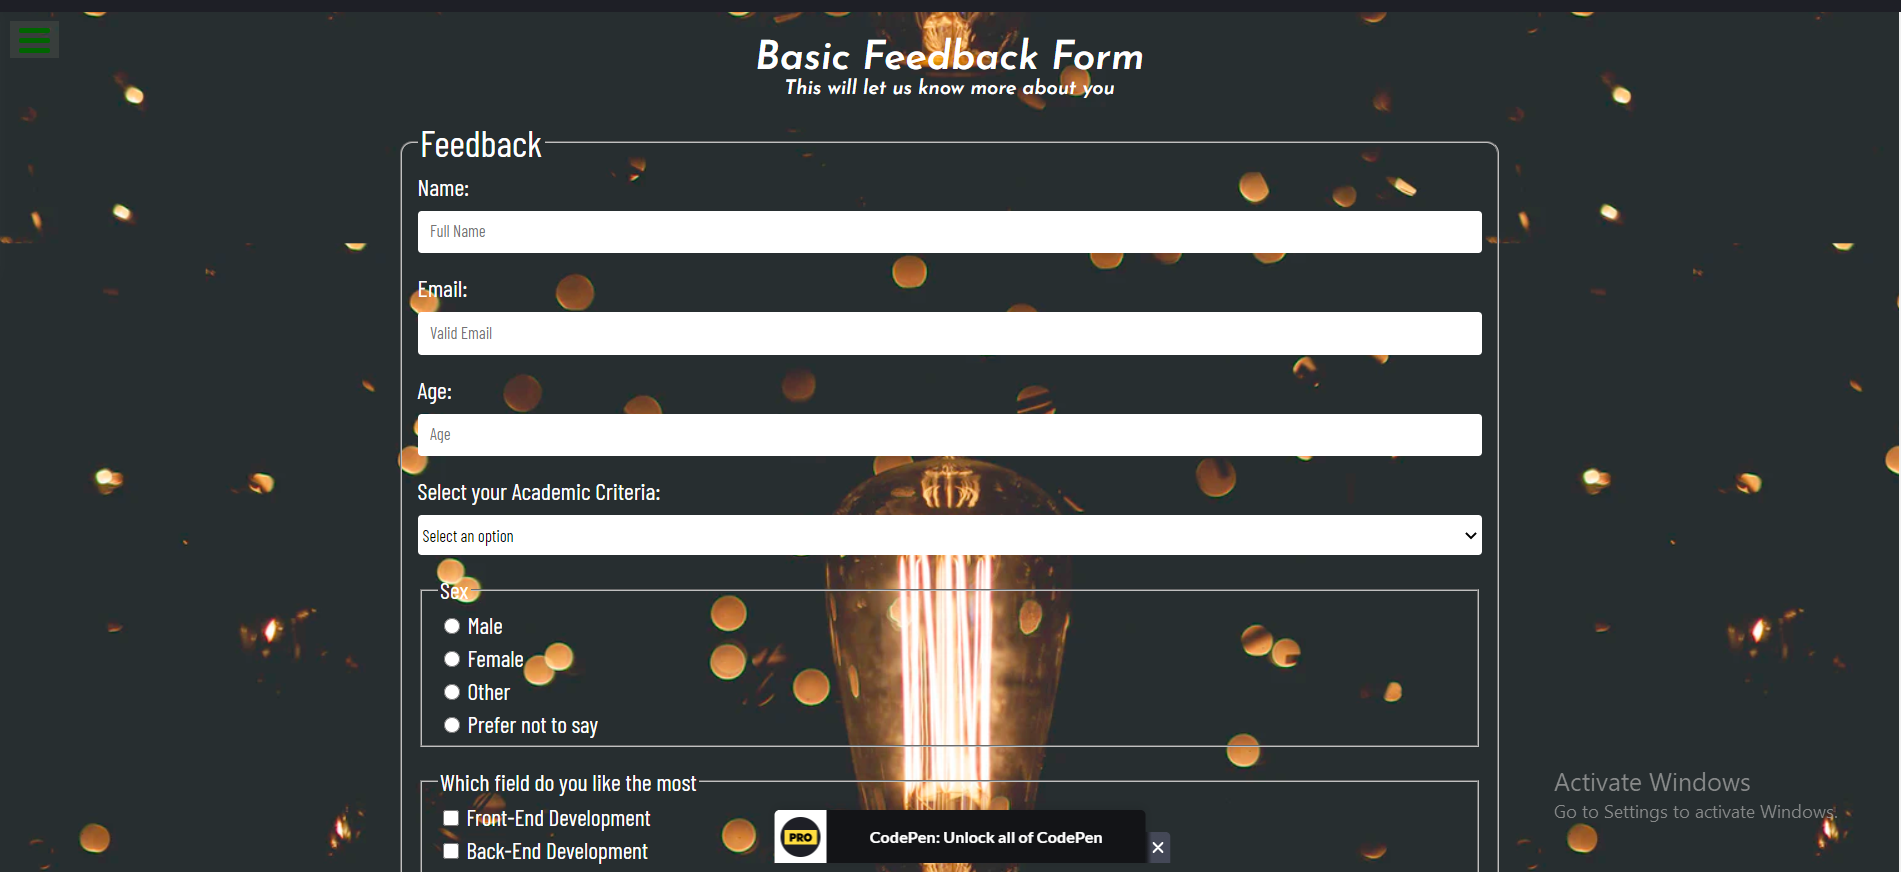 Basic Feedback Form
This will let us know more about you
Feedback
Name:
Full Name
Email:
Valid Email
Age:
Age
Select your Academic Criteria:
Select an option
Sex
Male
Female
Other
Prefer not to say
Which field do you like the most
Front-End Development
Back-End Development
PRO
CodePen: Unlock all of CodePen
Activate Windows
Go to Settings to activate Windows.